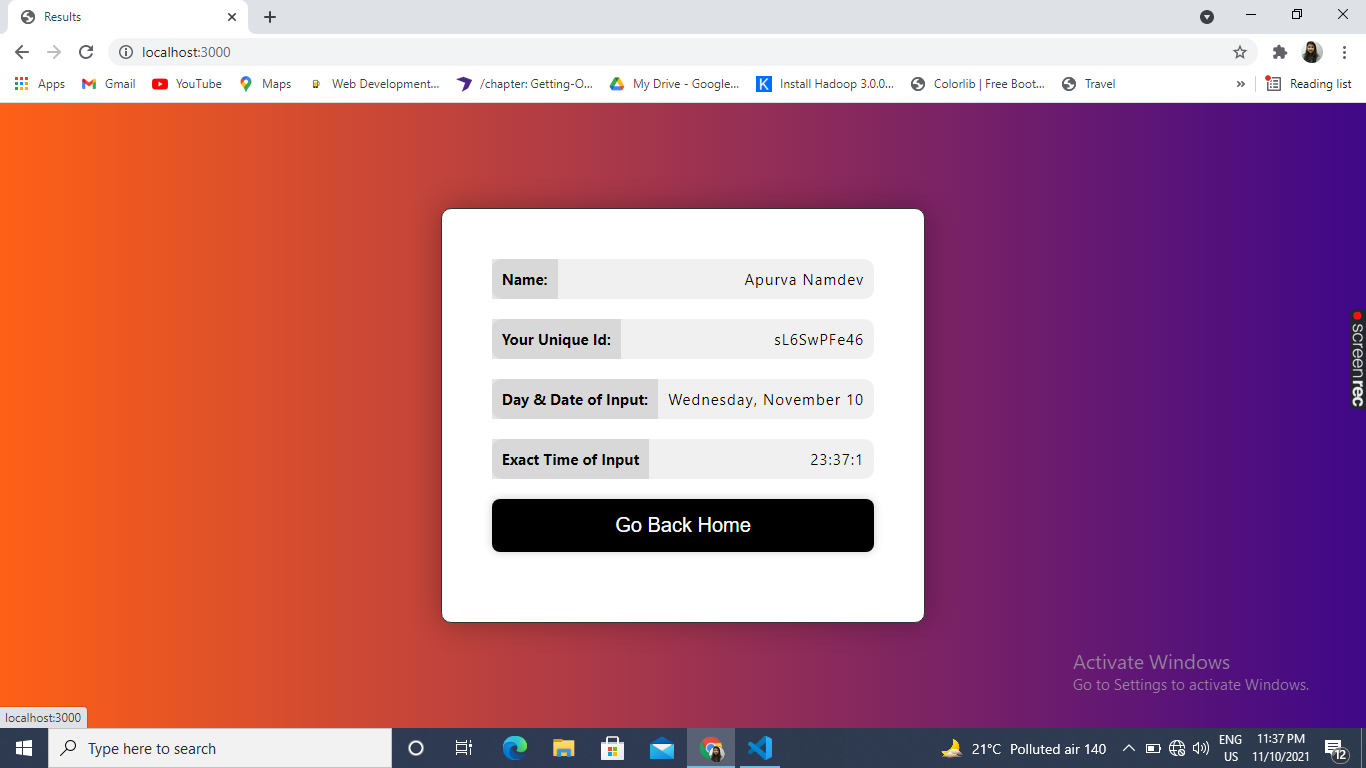 Results
localhost:3000
Apps
Gmail
YouTube
Maps
Web Development...
/chapter: Getting-O...
My Drive - Google...
Install Hadoop 3.0.0...
Colorlib | Free Boot...
Travel
»
Reading list
Name:
Apurva Namdev
Your Unique Id:
sL6SwPFe46
Day & Date of Input:
Wednesday, November 10
Exact Time of Input
23:37:1
Go Back Home
screenrec
Activate Windows
Go to Settings to activate Windows.
localhost:3000
Type here to search
21°C Polluted air 140
ENG
US
11:37 PM
11/10/2021
12